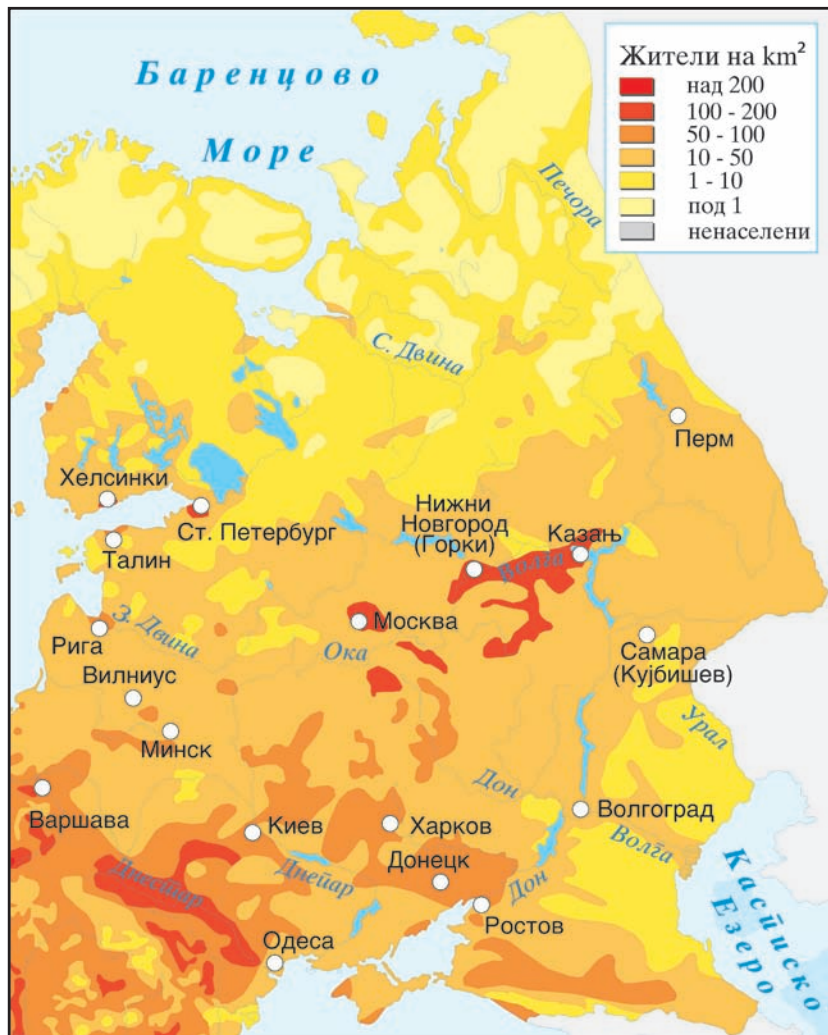 Баренцово
Море
Жители на km²
над 200
100 - 200
50 - 100
10 - 50
1 - 10
под 1
ненаселени
Печора
С. Двина
Перм
Хелсинки
Ст. Петербург
Талин
Нижни
Новгород
(Горки)
Казањ
Волга
Москва
Ока
З. Двина
Рига
Вилниус
Минск
Самара
(Кујбишев)
Урал
Дон
Волгоград
Волга
Варшава
Киев
Харков
Днестар
Днепар
Донецк
Дон
Ростов
Одеса
Касписко
Езеро